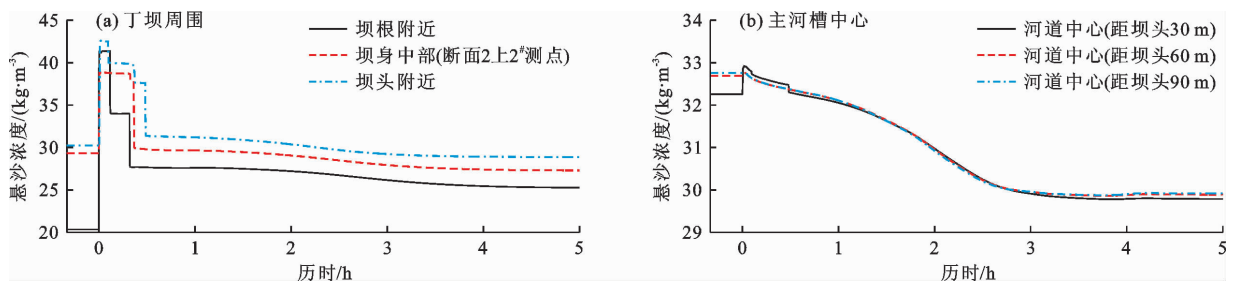 (a) 丁坝周围
坝根附近
坝身中部(断面2上2#测点)
坝头附近
悬沙浓度/(kg·m-3)
45
40
35
30
25
20
0 1 2 3 4 5
历时/h
(b) 主河槽中心
河道中心(距坝头30 m)
河道中心(距坝头60 m)
河道中心(距坝头90 m)
悬沙浓度/(kg·m-3)
34
33
32
31
30
29
0 1 2 3 4 5
历时/h